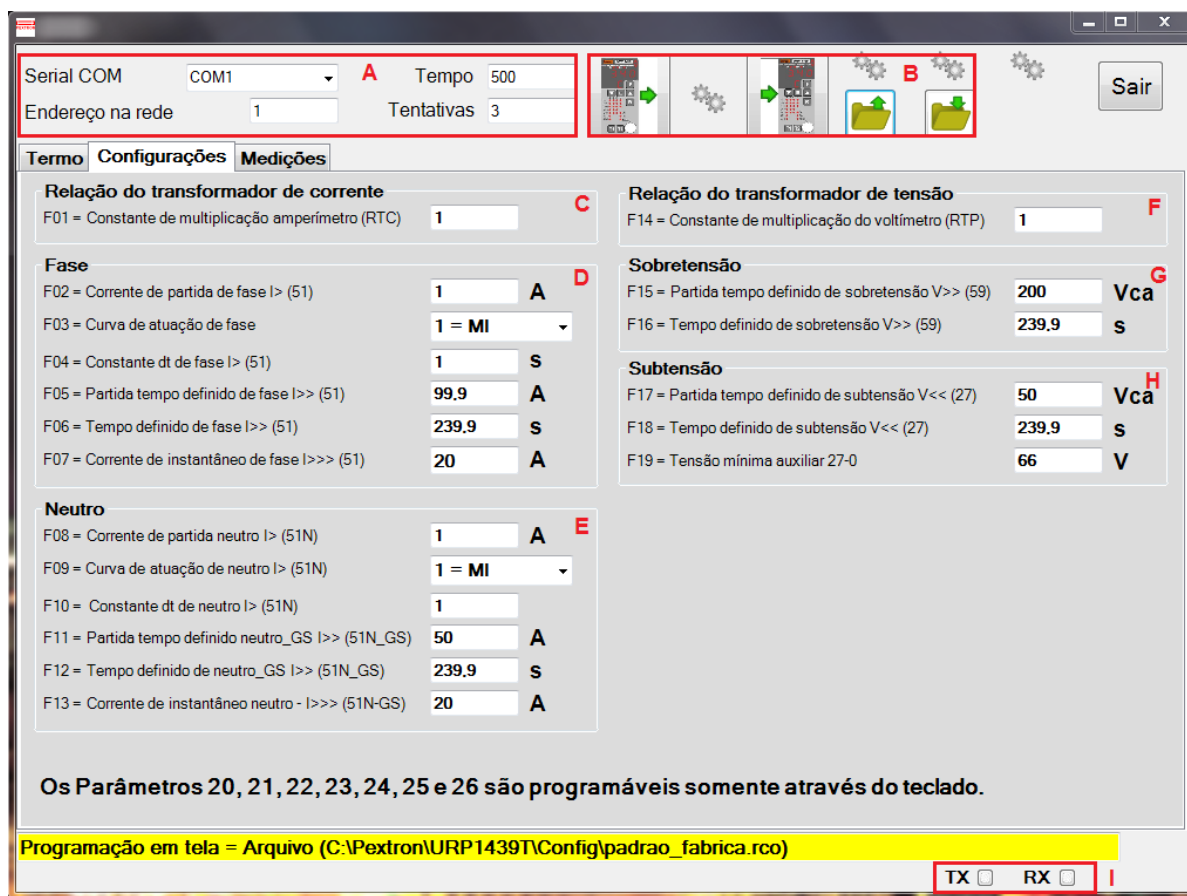 Serial COM COM1 A Tempo 500
Endereço na rede 1 Tentativas 3
B
Sair
Termo Configurações Medições
Relação do transformador de corrente
F01 = Constante de multiplicação amperímetro (RTC) 1 C
Fase
F02 = Corrente de partida de fase I> (51) 1 A D
F03 = Curva de atuação de fase 1 = MI
F04 = Constante dt de fase I> (51) 1 s
F05 = Partida tempo definido de fase I>> (51) 99,9 A
F06 = Tempo definido de fase I>> (51) 239,9 s
F07 = Corrente de instantâneo de fase I>>> (51) 20 A
Neutro
F08 = Corrente de partida neutro I> (51N) 1 A E
F09 = Curva de atuação de neutro I> (51N) 1 = MI
F10 = Constante dt de neutro I> (51N) 1
F11 = Partida tempo definido neutro_GS I>> (51N_GS) 50 A
F12 = Tempo definido de neutro_GS I>> (51N_GS) 239,9 s
F13 = Corrente de instantâneo neutro - I>>> (51N-GS) 20 A
Relação do transformador de tensão
F14 = Constante de multiplicação do voltímetro (RTP) 1 F
Sobretensão
F15 = Partida tempo definido de sobretensão V>> (59) 200 Vca G
F16 = Tempo definido de sobretensão V>> (59) 239,9 s
Subtensão
F17 = Partida tempo definido de subtensão V<< (27) 50 Vca H
F18 = Tempo definido de subtensão V<< (27) 239,9 s
F19 = Tensão mínima auxiliar 27-0 66 V
Os Parâmetros 20, 21, 22, 23, 24, 25 e 26 são programáveis somente através do teclado.
Programação em tela = Arquivo (C:\Pextron\URP1439T\Config\padrao_fabrica.rco)
TX RX I